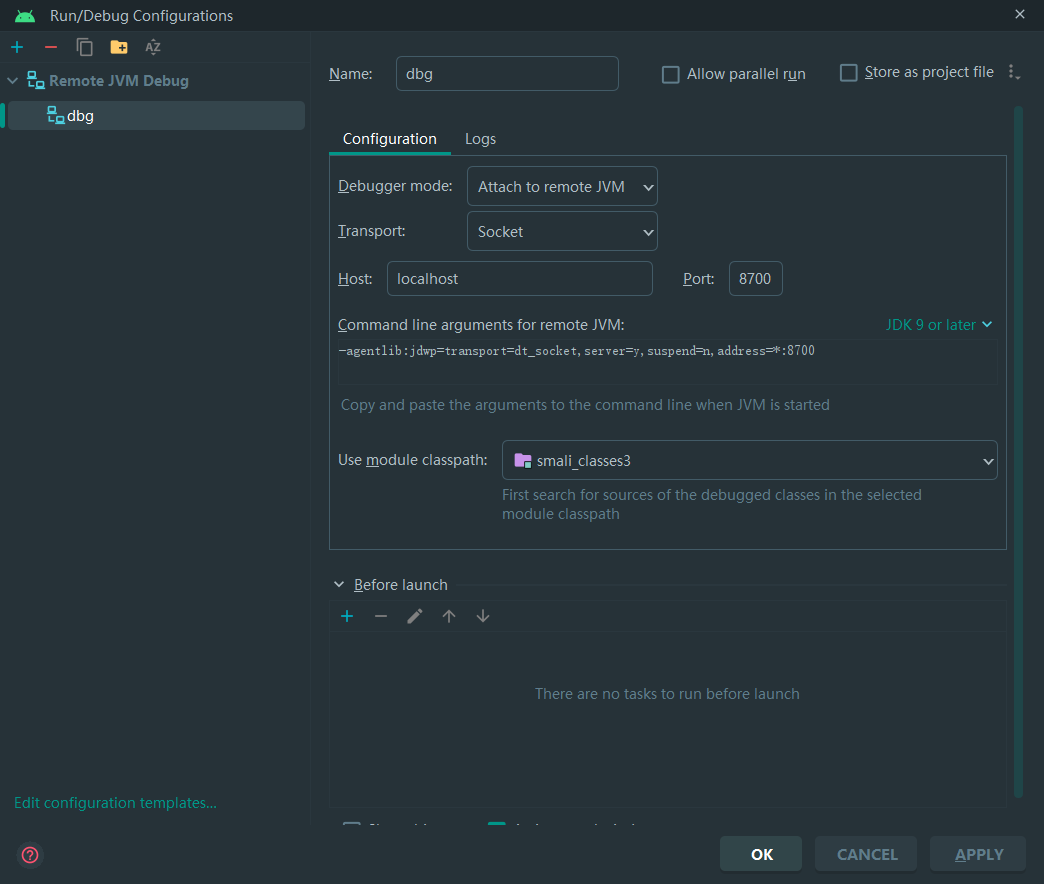 Run/Debug Configurations
Remote JVM Debug
dbg
Edit configuration templates...
Name: dbg
Allow parallel run
Store as project file
Configuration Logs
Debugger mode: Attach to remote JVM
Transport: Socket
Host: localhost Port: 8700
Command line arguments for remote JVM: JDK 9 or later
-agentlib:jdwp=transport=dt_socket,server=y,suspend=n,address=*:8700
Copy and paste the arguments to the command line when JVM is started
Use module classpath: smali_classes3
First search for sources of the debugged classes in the selected
module classpath
Before launch
There are no tasks to run before launch
OK CANCEL APPLY